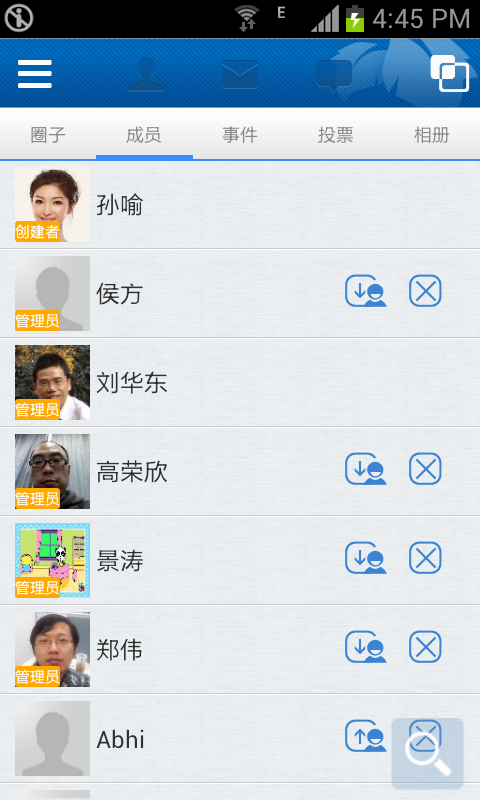 E 4:45 PM
圈子 成员 事件 投票 相册
孙喻
创建者
侯方
管理员
刘华东
管理员
高荣欣
管理员
景涛
管理员
郑伟
管理员
Abhi